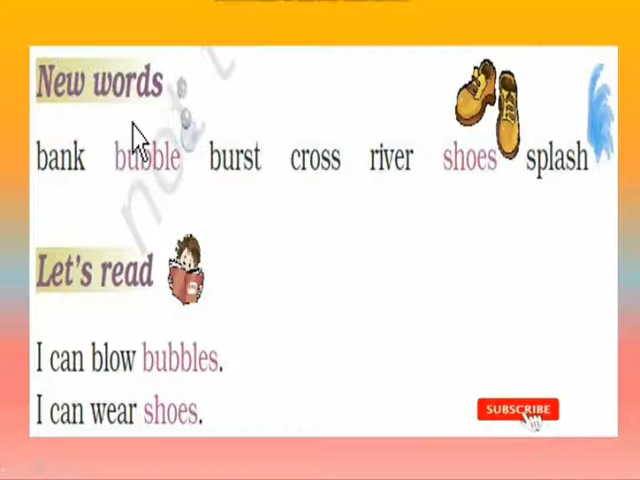 New words
bank bubble burst cross river shoes splash
Let's read
I can blow bubbles.
I can wear shoes.
SUBSCRIBE